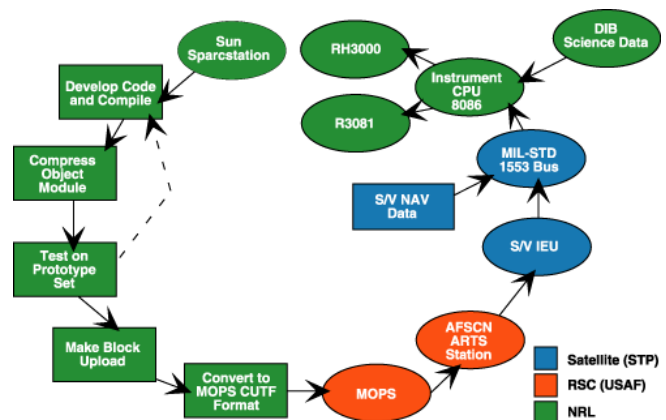 Sun
Sparcstation
Develop Code
and Compile
Compress
Object
Module
Test on
Prototype
Set
Make Block
Upload
Convert to
MOPS CUTF
Format
MOPS
AFSCN
ARTS
Station
S/V IEU
S/V NAV
Data
MIL-STD
1553 Bus
Instrument
CPU
8086
DIB
Science Data
RH3000
R3081
Satellite (STP)
RSC (USAF)
NRL